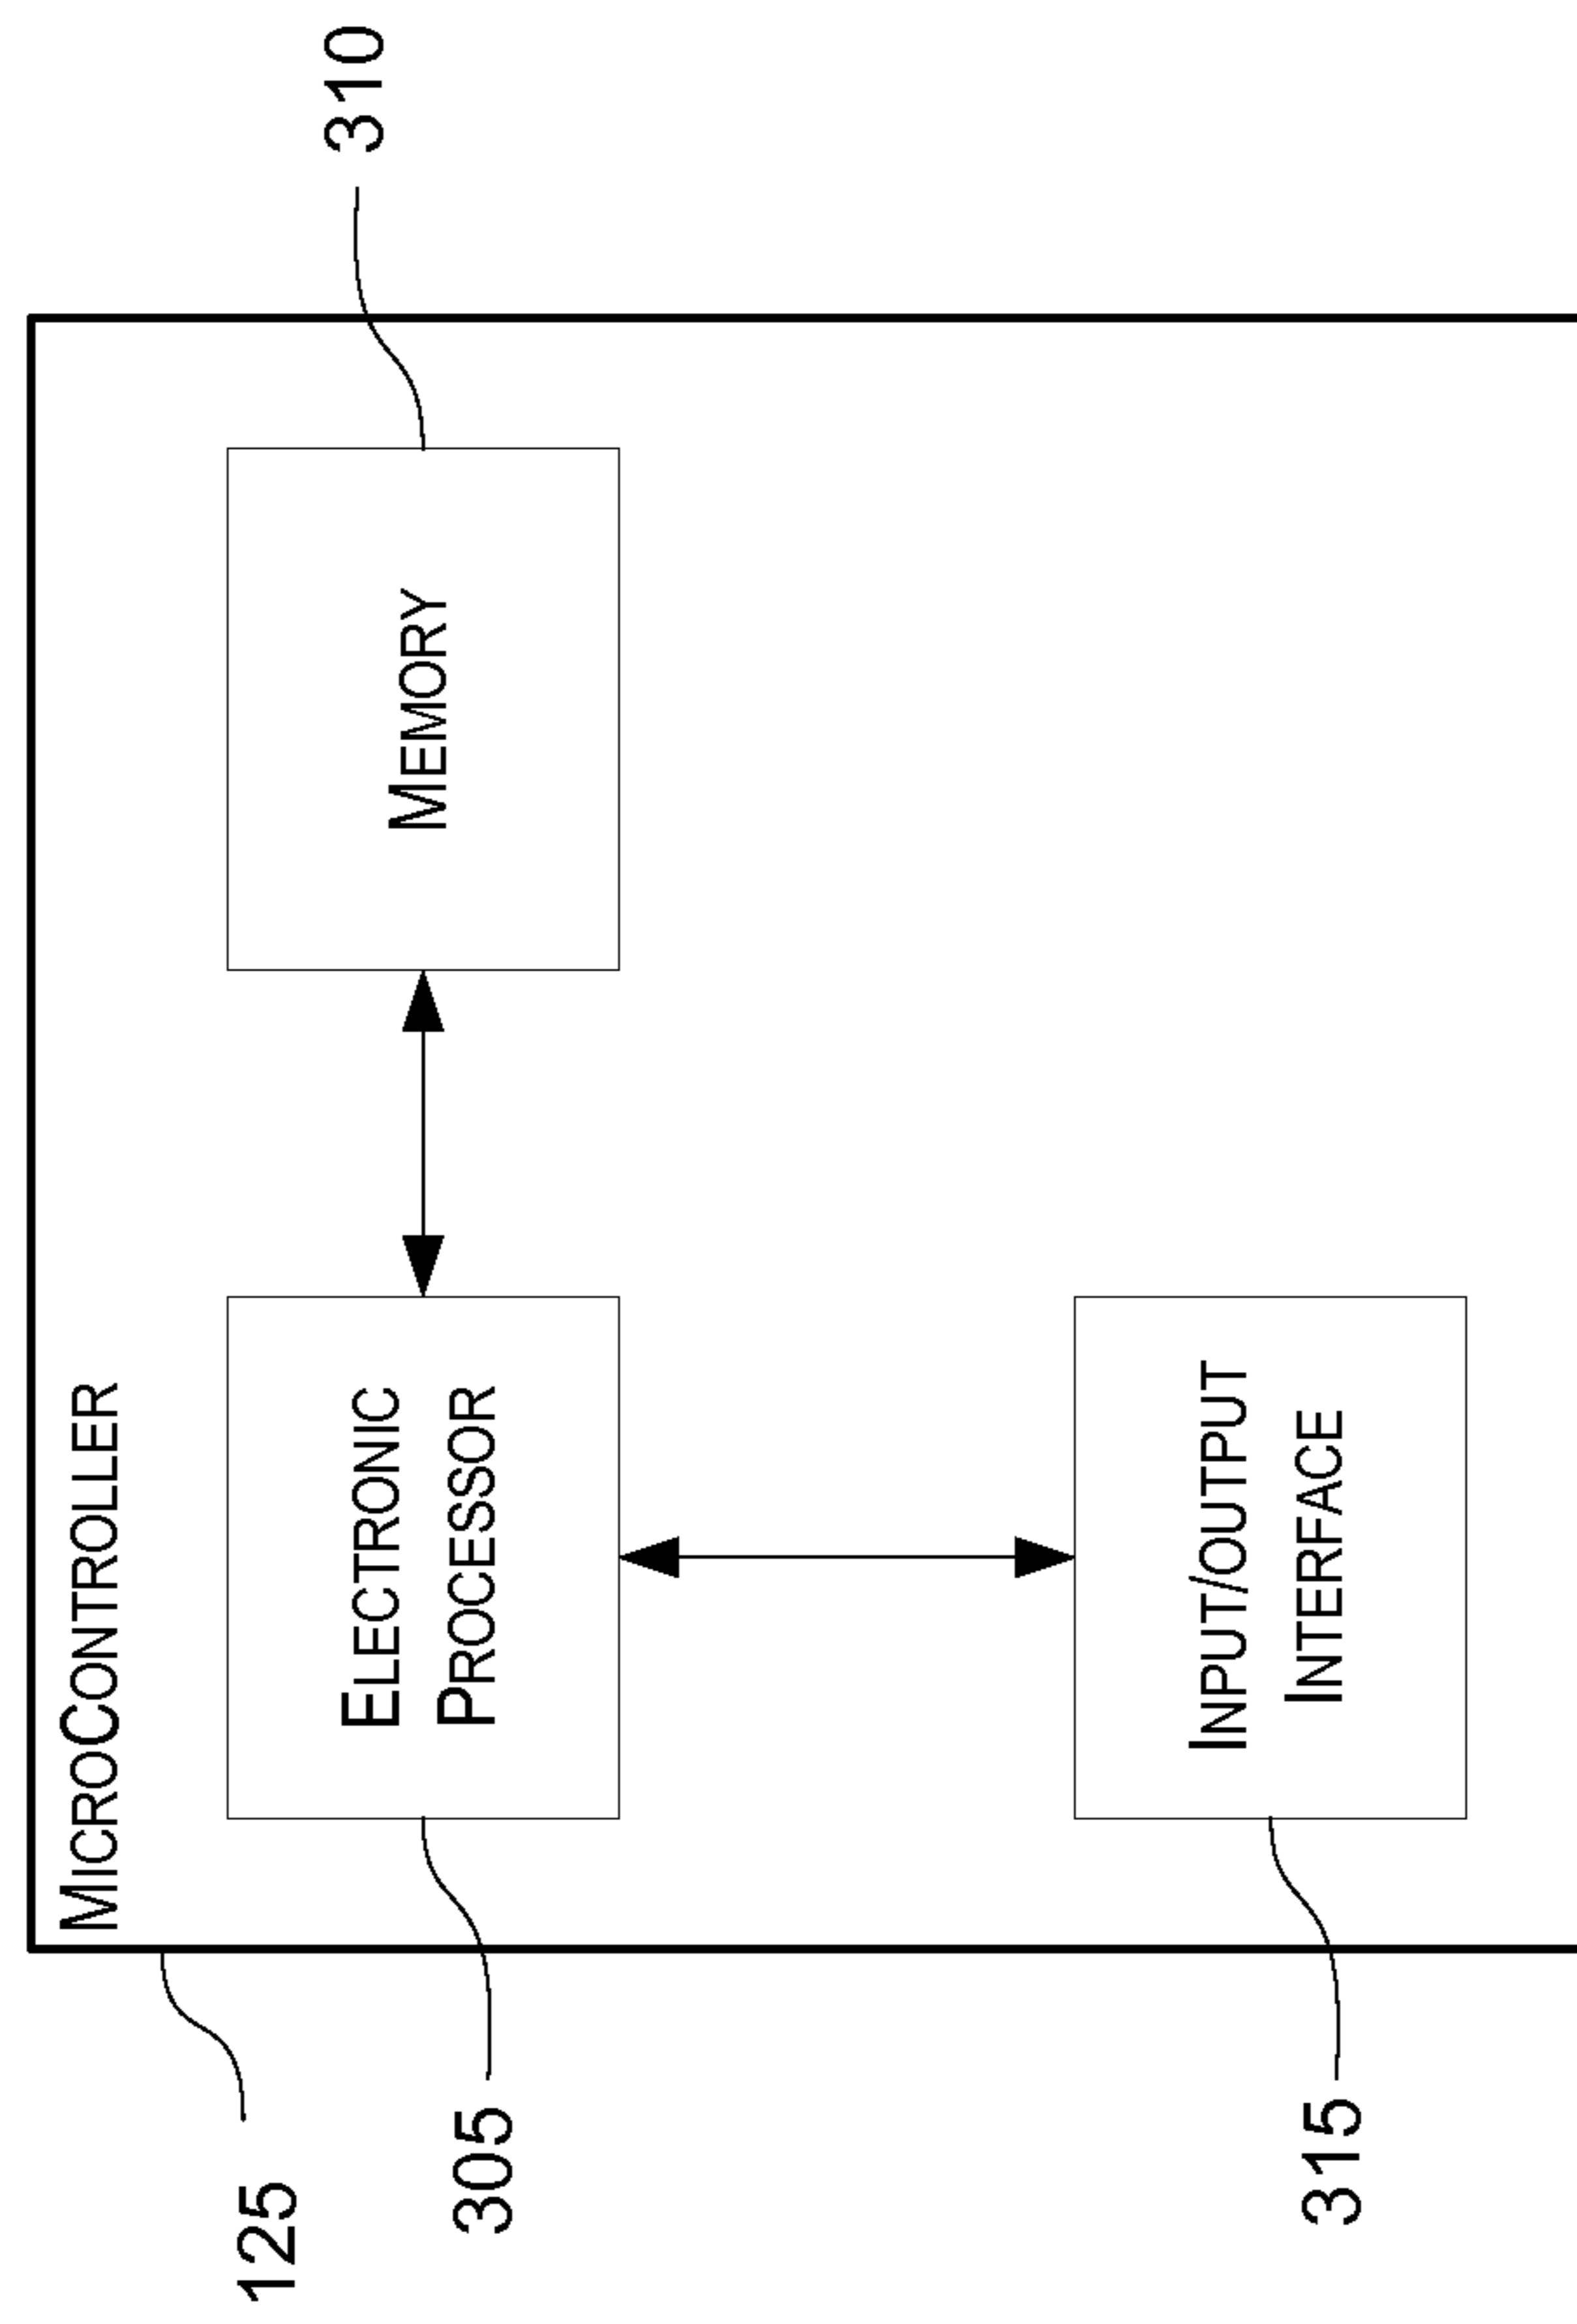 MICROCONTROLLER
125
305
ELECTRONIC
PROCESSOR
MEMORY
310
315
INPUT/OUTPUT
INTERFACE